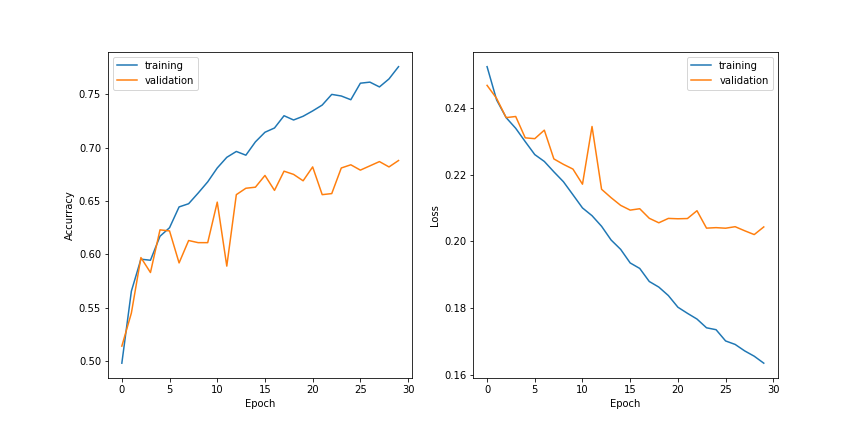 training
validation
0.75
0.70
0.65
0.60
0.55
0.50
Accurracy
0 5 10 15 20 25 30
Epoch
training
validation
0.24
0.22
0.20
0.18
0.16
Loss
0 5 10 15 20 25 30
Epoch